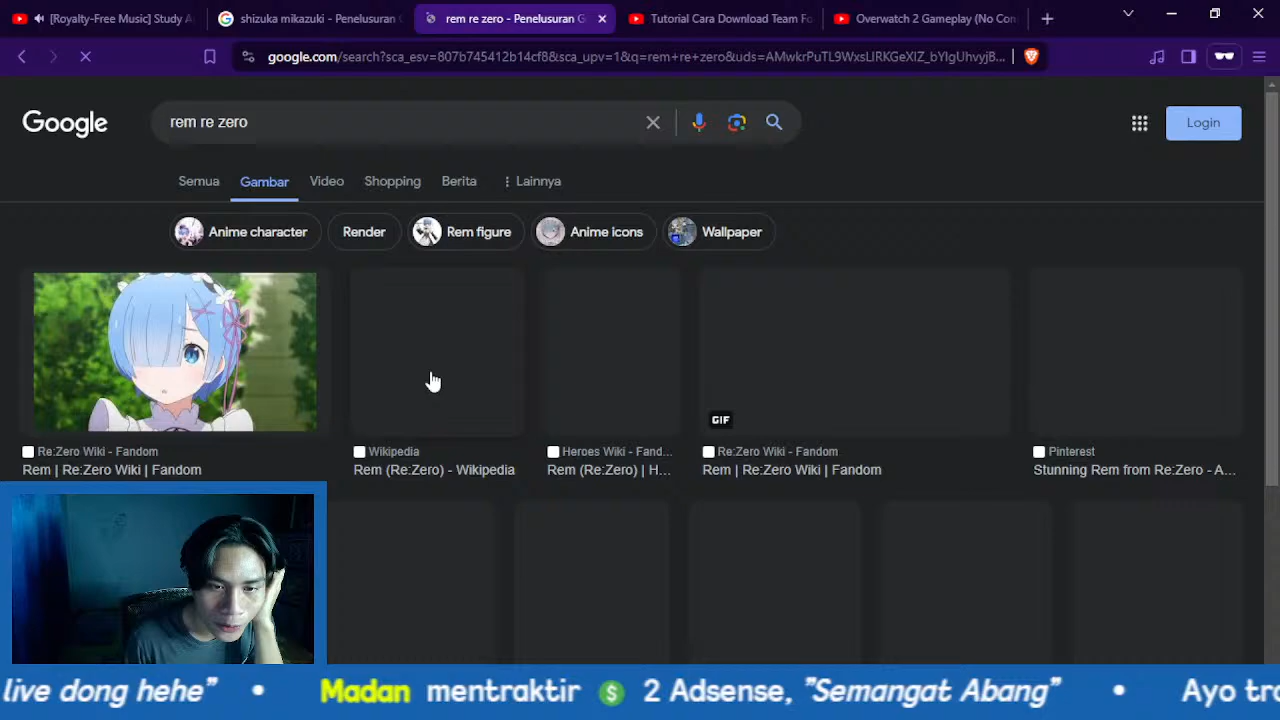 [Royalty-Free Music] Study A
shizuka mikazuki - Penelusuran G
rem re zero - Penelusuran G
Tutorial Cara Download Team Fo
Overwatch 2 Gameplay (No Con
google.com/search?sca_esv=807b745412b14cf8&sca_upv=1&q=rem+re+zero&uds=AMwkrPuTL9WxsLlRKGeXIZ_bYIgUhvyjB...
Google
rem re zero
Login
Semua
Gambar
Video
Shopping
Berita
Lainnya
Anime character
Render
Rem figure
Anime icons
Wallpaper
GIF
Re:Zero Wiki - Fandom
Rem | Re:Zero Wiki | Fandom
Wikipedia
Rem (Re:Zero) - Wikipedia
Heroes Wiki - Fand...
Rem (Re:Zero) | H...
Re:Zero Wiki - Fandom
Rem | Re:Zero Wiki | Fandom
Pinterest
Stunning Rem from Re:Zero - A...
live dong hehe" • Madan mentraktir $ 2 Adsense, "Semangat Abang" • Ayo tra